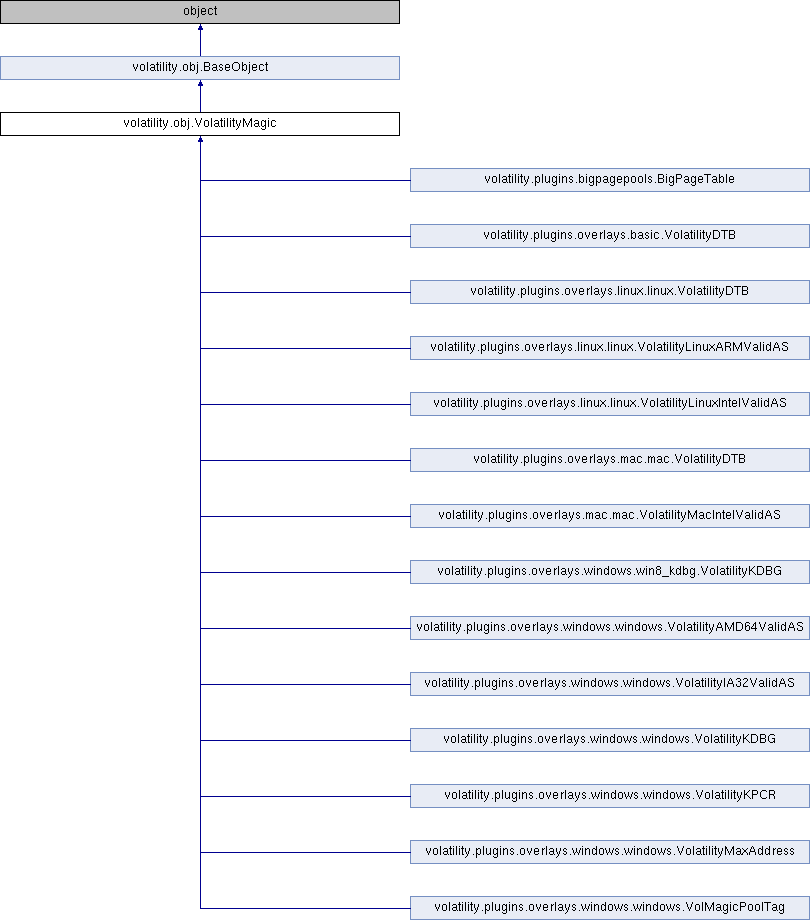 object
volatility.obj.BaseObject
volatility.obj.VolatilityMagic
volatility.plugins.bigpagepools.BigPageTable
volatility.plugins.overlays.basic.VolatilityDTB
volatility.plugins.overlays.linux.linux.VolatilityDTB
volatility.plugins.overlays.linux.linux.VolatilityLinuxARMValidAS
volatility.plugins.overlays.linux.linux.VolatilityLinuxIntelValidAS
volatility.plugins.overlays.mac.mac.VolatilityDTB
volatility.plugins.overlays.mac.mac.VolatilityMacIntelValidAS
volatility.plugins.overlays.windows.win8_kdbg.VolatilityKDBG
volatility.plugins.overlays.windows.windows.VolatilityAMD64ValidAS
volatility.plugins.overlays.windows.windows.VolatilityIA32ValidAS
volatility.plugins.overlays.windows.windows.VolatilityKDBG
volatility.plugins.overlays.windows.windows.VolatilityKPCR
volatility.plugins.overlays.windows.windows.VolatilityMaxAddress
volatility.plugins.overlays.windows.windows.VolMagicPoolTag